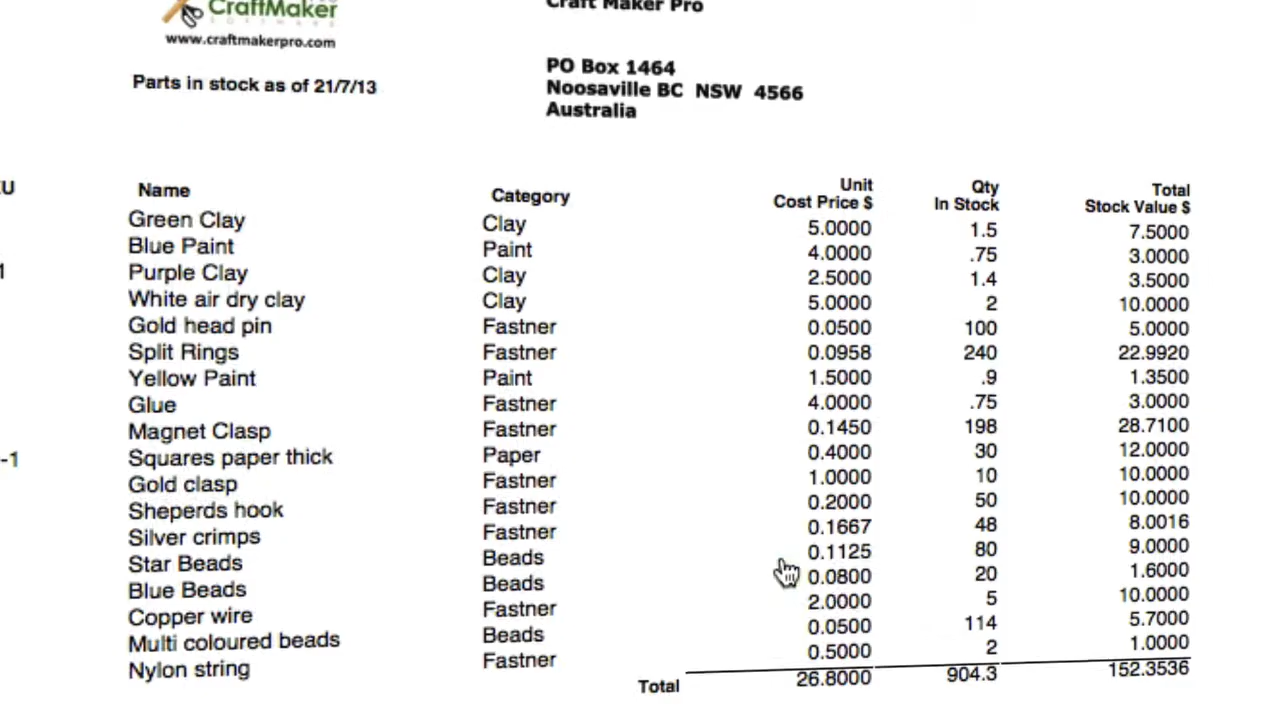 CraftMaker
SOFTWARE
www.craftmakerpro.com
Craft Maker Pro
Parts in stock as of 21/7/13
PO Box 1464
Noosaville BC NSW 4566
Australia
Name Category Unit Cost Price $ Qty In Stock Total Stock Value $
Green Clay Clay 5.0000 1.5 7.5000
Blue Paint Paint 4.0000 .75 3.0000
Purple Clay Clay 2.5000 1.4 3.5000
White air dry clay Clay 5.0000 2 10.0000
Gold head pin Fastner 0.0500 100 5.0000
Split Rings Fastner 0.0958 240 22.9920
Yellow Paint Paint 1.5000 .9 1.3500
Glue Fastner 4.0000 .75 3.0000
Magnet Clasp Fastner 0.1450 198 28.7100
-1 Squares paper thick Paper 0.4000 30 12.0000
Gold clasp Fastner 1.0000 10 10.0000
Sheperds hook Fastner 0.2000 50 10.0000
Silver crimps Fastner 0.1667 48 8.0016
Star Beads Beads 0.1125 80 9.0000
Blue Beads Beads 0.0800 20 1.6000
Copper wire Fastner 2.0000 5 10.0000
Multi coloured beads Beads 0.0500 114 5.7000
Nylon string Fastner 0.5000 2 1.0000
Total 26.8000 904.3 152.3536